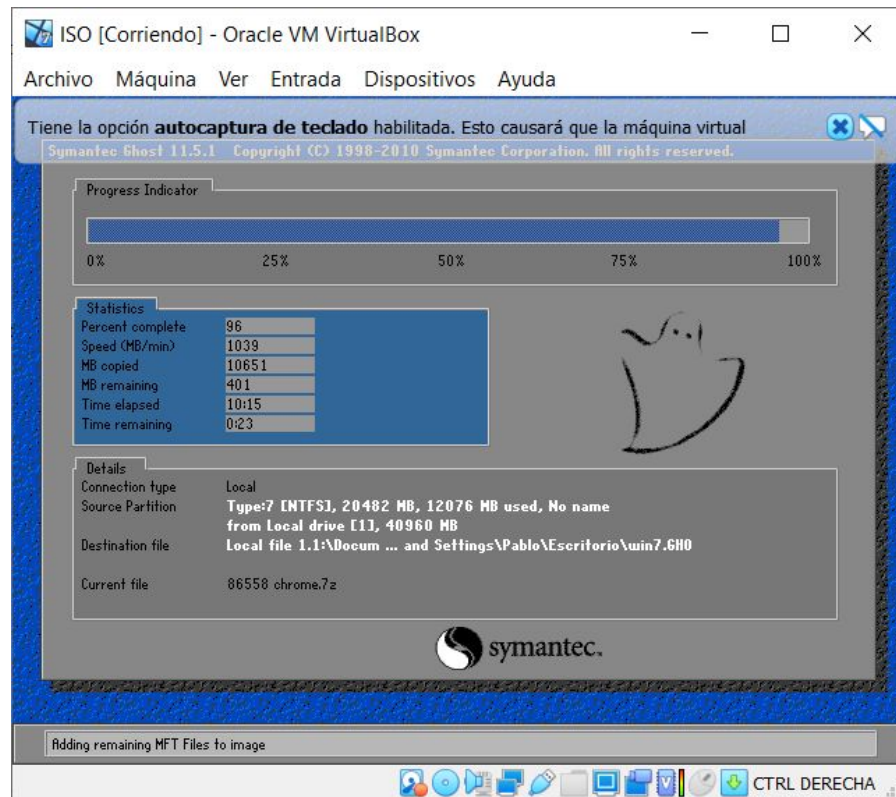 ISO [Corriendo] - Oracle VM VirtualBox
Archivo Máquina Ver Entrada Dispositivos Ayuda
Tiene la opción autocaptura de teclado habilitada. Esto causará que la máquina virtual
Symantec Ghost 11.5.1 Copyright (C) 1998-2010 Symantec Corporation. All rights reserved.
Progress Indicator
0% 25% 50% 75% 100%
Statistics
Percent complete 96
Speed (MB/min) 1039
MB copied 10651
MB remaining 401
Time elapsed 10:15
Time remaining 0:23
Details
Connection type Local
Source Partition Type:7 [NTFS], 20482 MB, 12076 MB used, No name
from Local drive [1], 40960 MB
Destination file Local file 1.1:\Docum ... and Settings\Pablo\Escritorio\win7.GHO
Current file 86558 chrome.7z
symantec.
Adding remaining MFT Files to image
CTRL DERECHA